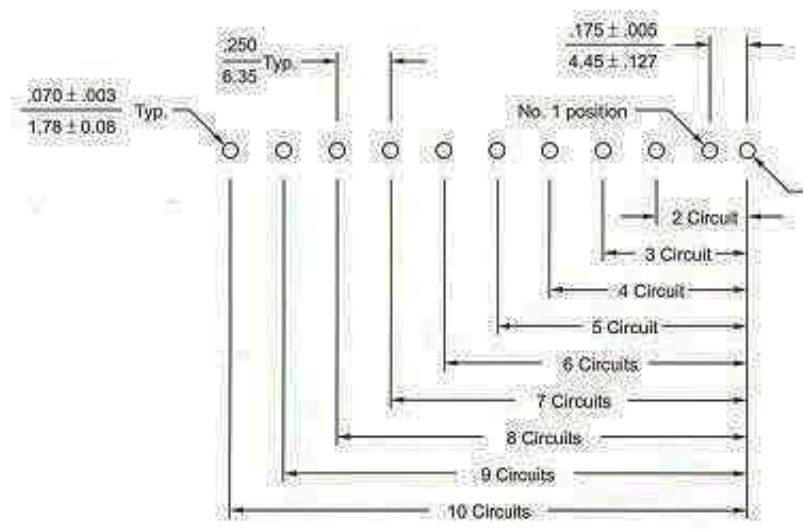 .175 ± .005
4.45 ± .127
.250
6.35
Typ.
.070 ± .003
1.78 ± 0.08
Typ.
No. 1 position
2 Circuit
3 Circuit
4 Circuit
5 Circuit
6 Circuits
7 Circuits
8 Circuits
9 Circuits
10 Circuits